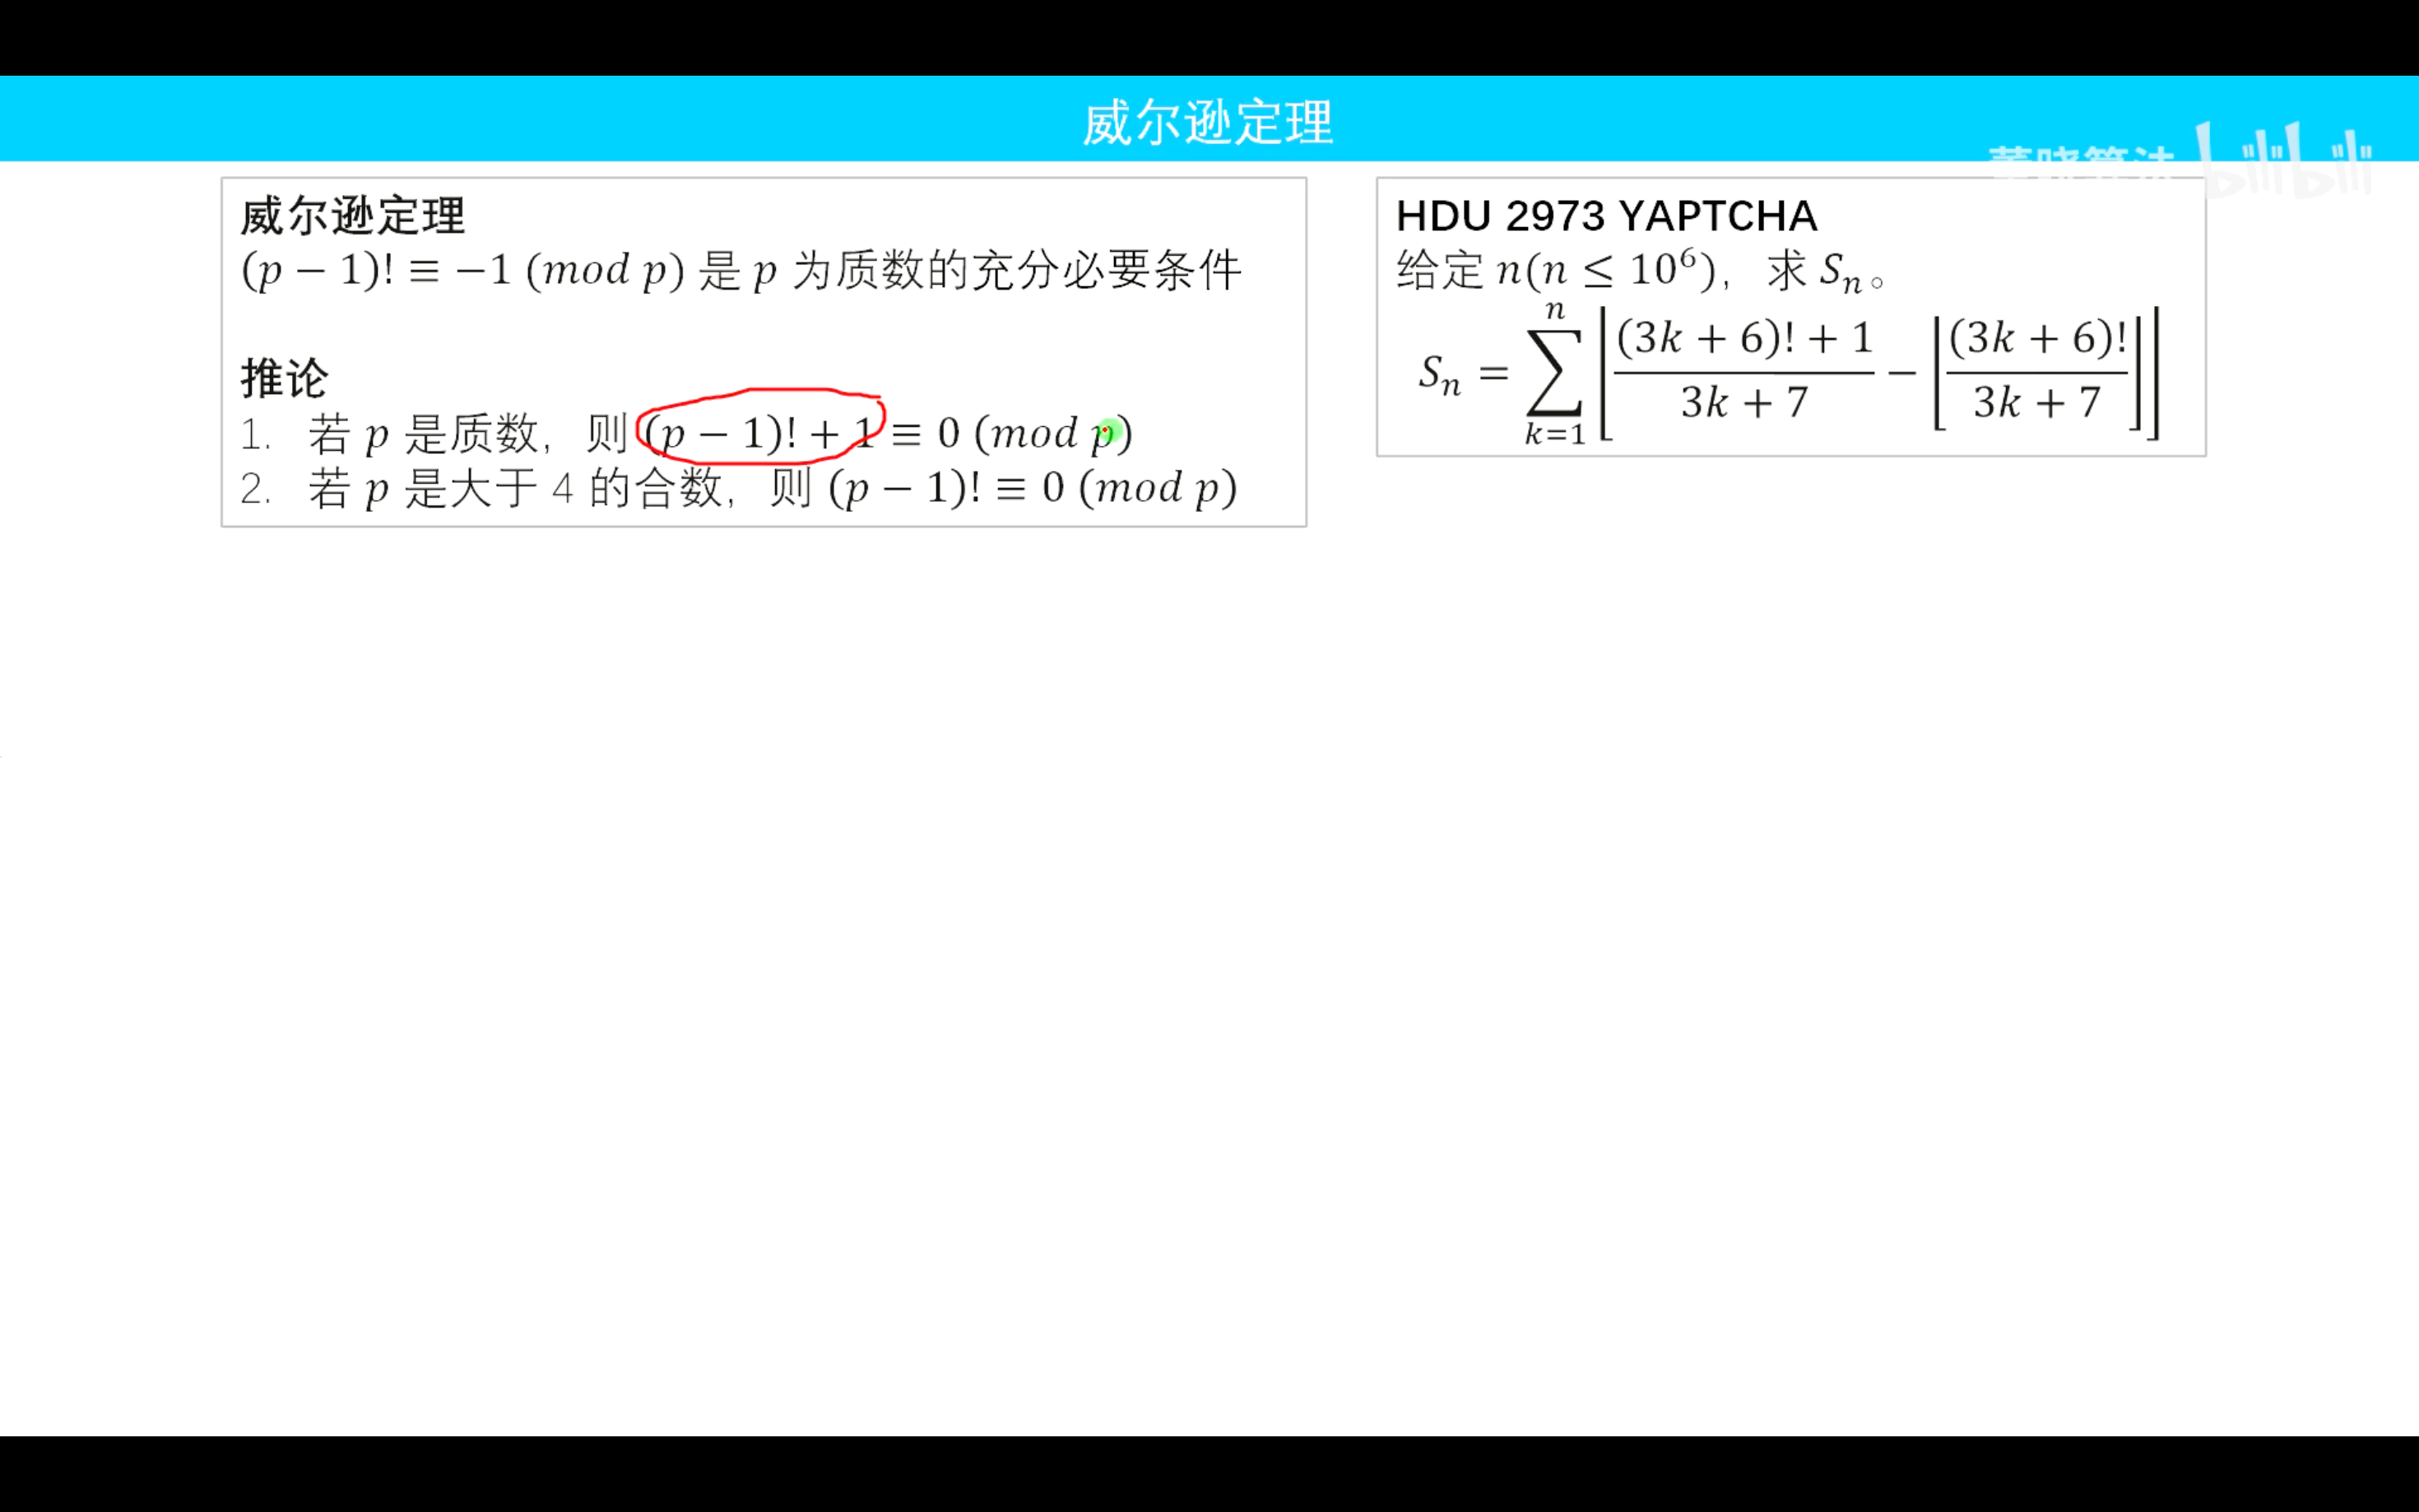 威尔逊定理
bilibili
威尔逊定理
(p − 1)! ≡ −1 (mod p) 是 p 为质数的充分必要条件
推论
1. 若 p 是质数，则 (p − 1)! + 1 ≡ 0 (mod p)
2. 若 p 是大于 4 的合数，则 (p − 1)! ≡ 0 (mod p)
HDU 2973 YAPTCHA
给定 n(n ≤ 10⁶)，求 Sₙ。
Sₙ = ∑ₖ₌₁ⁿ ⌊((3k + 6)! + 1)/(3k + 7) − ⌊(3k + 6)!/(3k + 7)⌋⌋